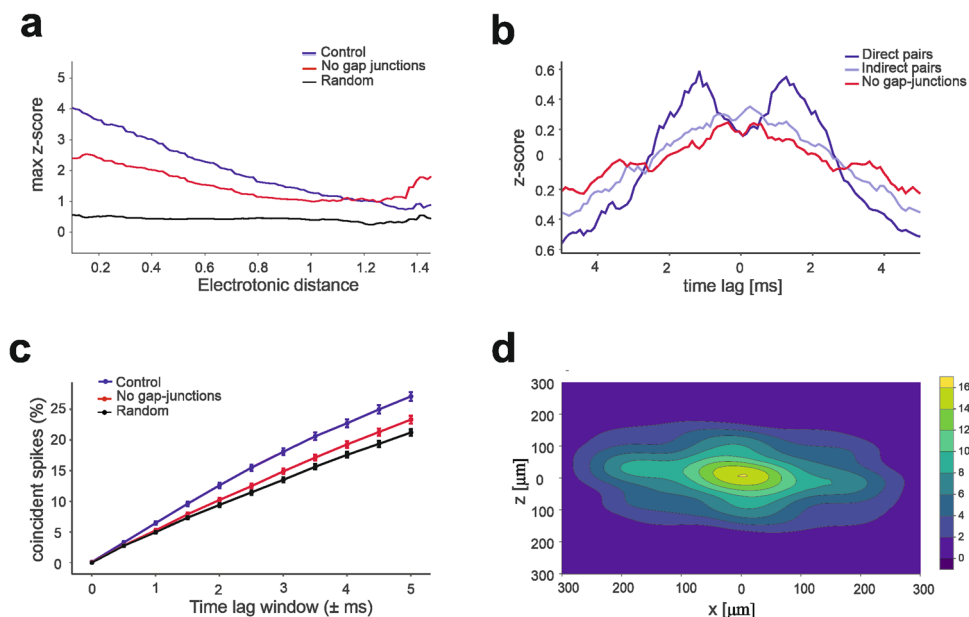 a
Control
No gap junctions
Random
max z-score
5
4
3
2
1
0
0.2 0.4 0.6 0.8 1 1.2 1.4
Electrotonic distance
b
Direct pairs
Indirect pairs
No gap-junctions
z-score
0.6
0.4
0.2
0
0.2
0.4
0.6
4 2 0 2 4
time lag [ms]
c
Control
No gap-junctions
Random
coincident spikes (%)
25
20
15
10
5
0
0 1 2 3 4 5
Time lag window (± ms)
d
z [μm]
300
200
100
0
100
200
300
300 200 100 0 100 200 300
x [μm]
16
14
12
10
8
6
4
2
0